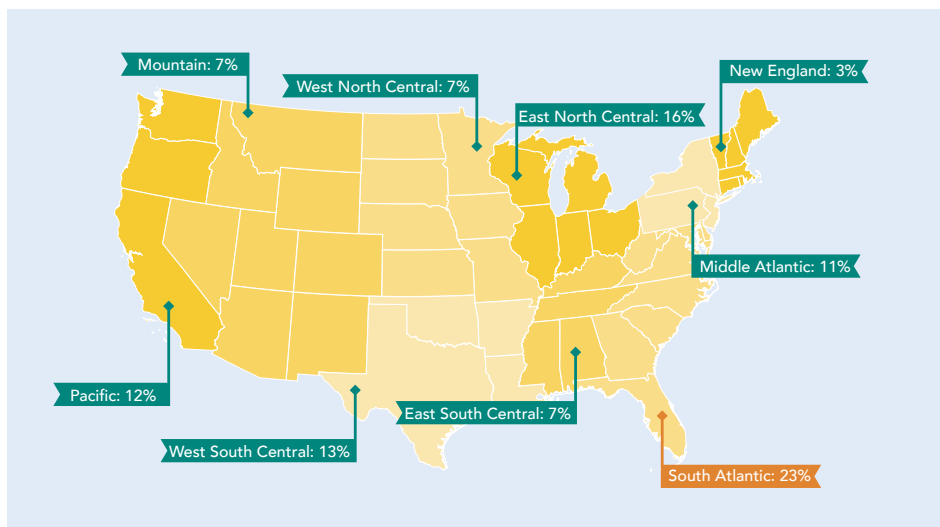 Mountain: 7%
New England: 3%
West North Central: 7%
East North Central: 16%
Middle Atlantic: 11%
Pacific: 12%
East South Central: 7%
West South Central: 13%
South Atlantic: 23%